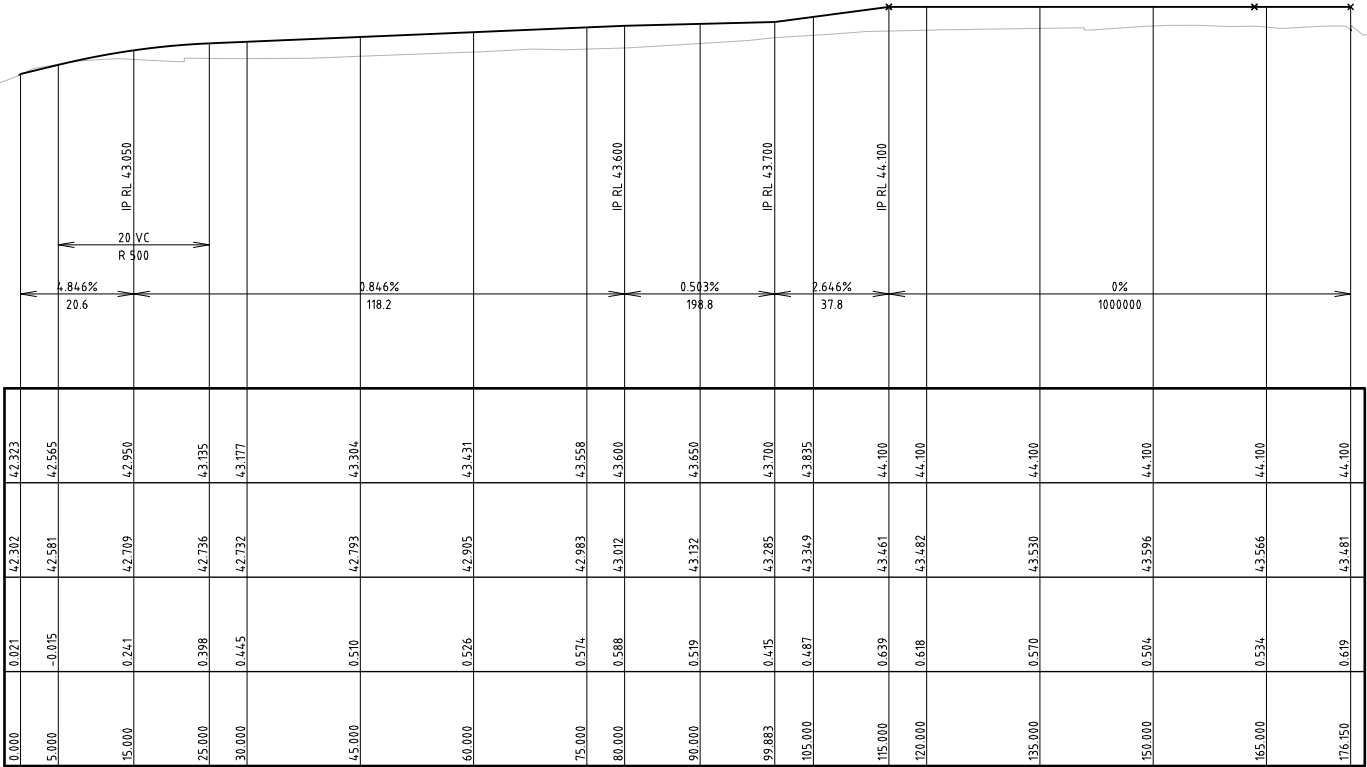 IP RL 43.050
IP RL 43.600
IP RL 43.700
IP RL 44.100
20 VC
R 500
4.846%
0.846%
0.503%
2.646%
0%
20.6
118.2
198.8
37.8
1000000
42.323 42.565 42.950 43.135 43.177 43.304 43.431 43.558 43.600 43.650 43.700 43.835 44.100 44.100 44.100 44.100 44.100 44.100
42.302 42.581 42.709 42.736 42.732 42.793 42.905 42.983 43.012 43.132 43.285 43.349 43.461 43.482 43.530 43.596 43.566 43.481
0.021 -0.015 0.241 0.398 0.445 0.510 0.526 0.574 0.588 0.519 0.415 0.487 0.639 0.618 0.570 0.504 0.534 0.619
0.000 5.000 15.000 25.000 30.000 45.000 60.000 75.000 80.000 90.000 99.883 105.000 115.000 120.000 135.000 150.000 165.000 176.150